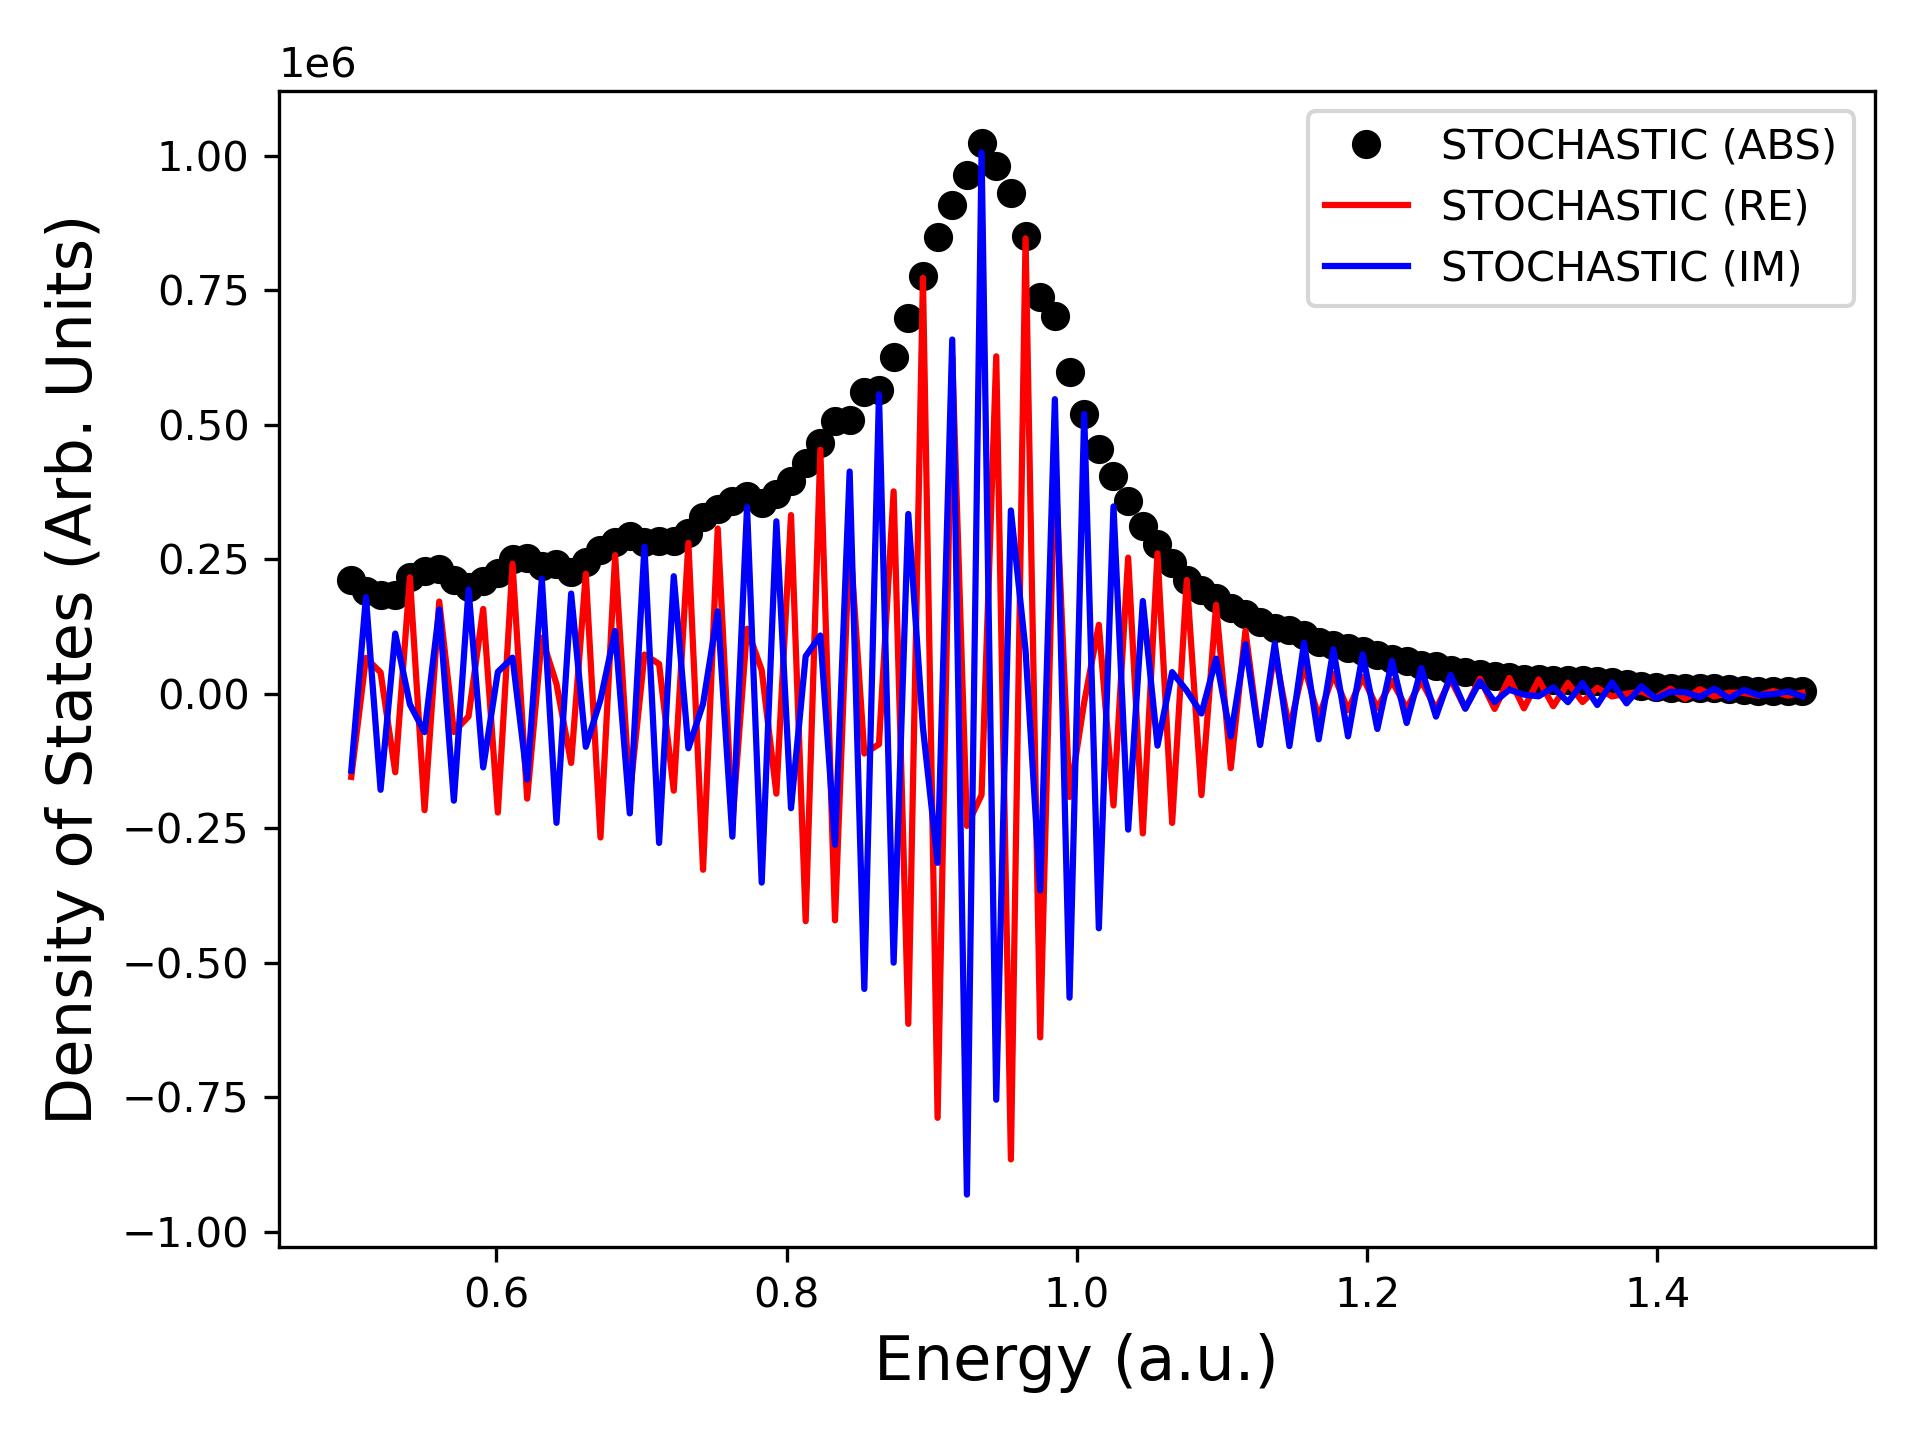 1e6
STOCHASTIC (ABS)
STOCHASTIC (RE)
STOCHASTIC (IM)
1.00
0.75
0.50
0.25
0.00
−0.25
−0.50
−0.75
−1.00
Density of States (Arb. Units)
0.6 0.8 1.0 1.2 1.4
Energy (a.u.)